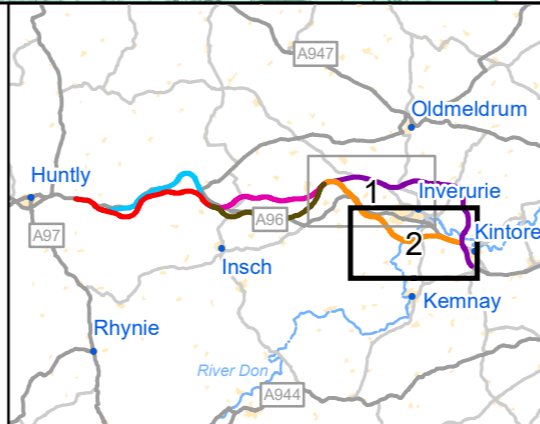 A947
Oldmeldrum
Huntly
1
Inverurie
A96
A97
2
Kintore
Insch
Kemnay
Rhynie
River Don
A944